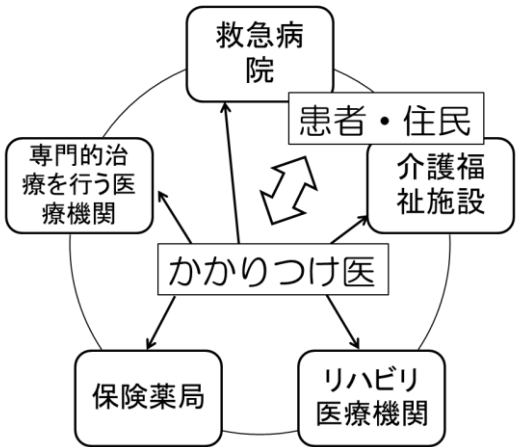 救急病
院
患者・住民
専門的治
療を行う医
療機関
介護福
祉施設
かかりつけ医
保険薬局
リハビリ
医療機関